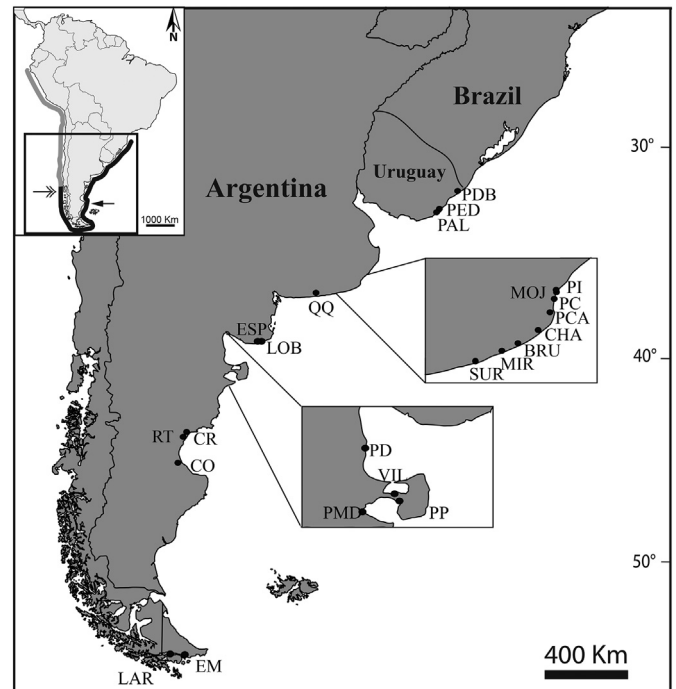 N
1000 Km
Brazil
Uruguay
Argentina
30°
PDB
PED
PAL
QQ
MOJ
PI
PC
PCA
CHA
BRU
MIR
SUR
ESP
LOB
40°
RT
CR
CO
PD
VII
PMD
PP
50°
LAR
EM
400 Km